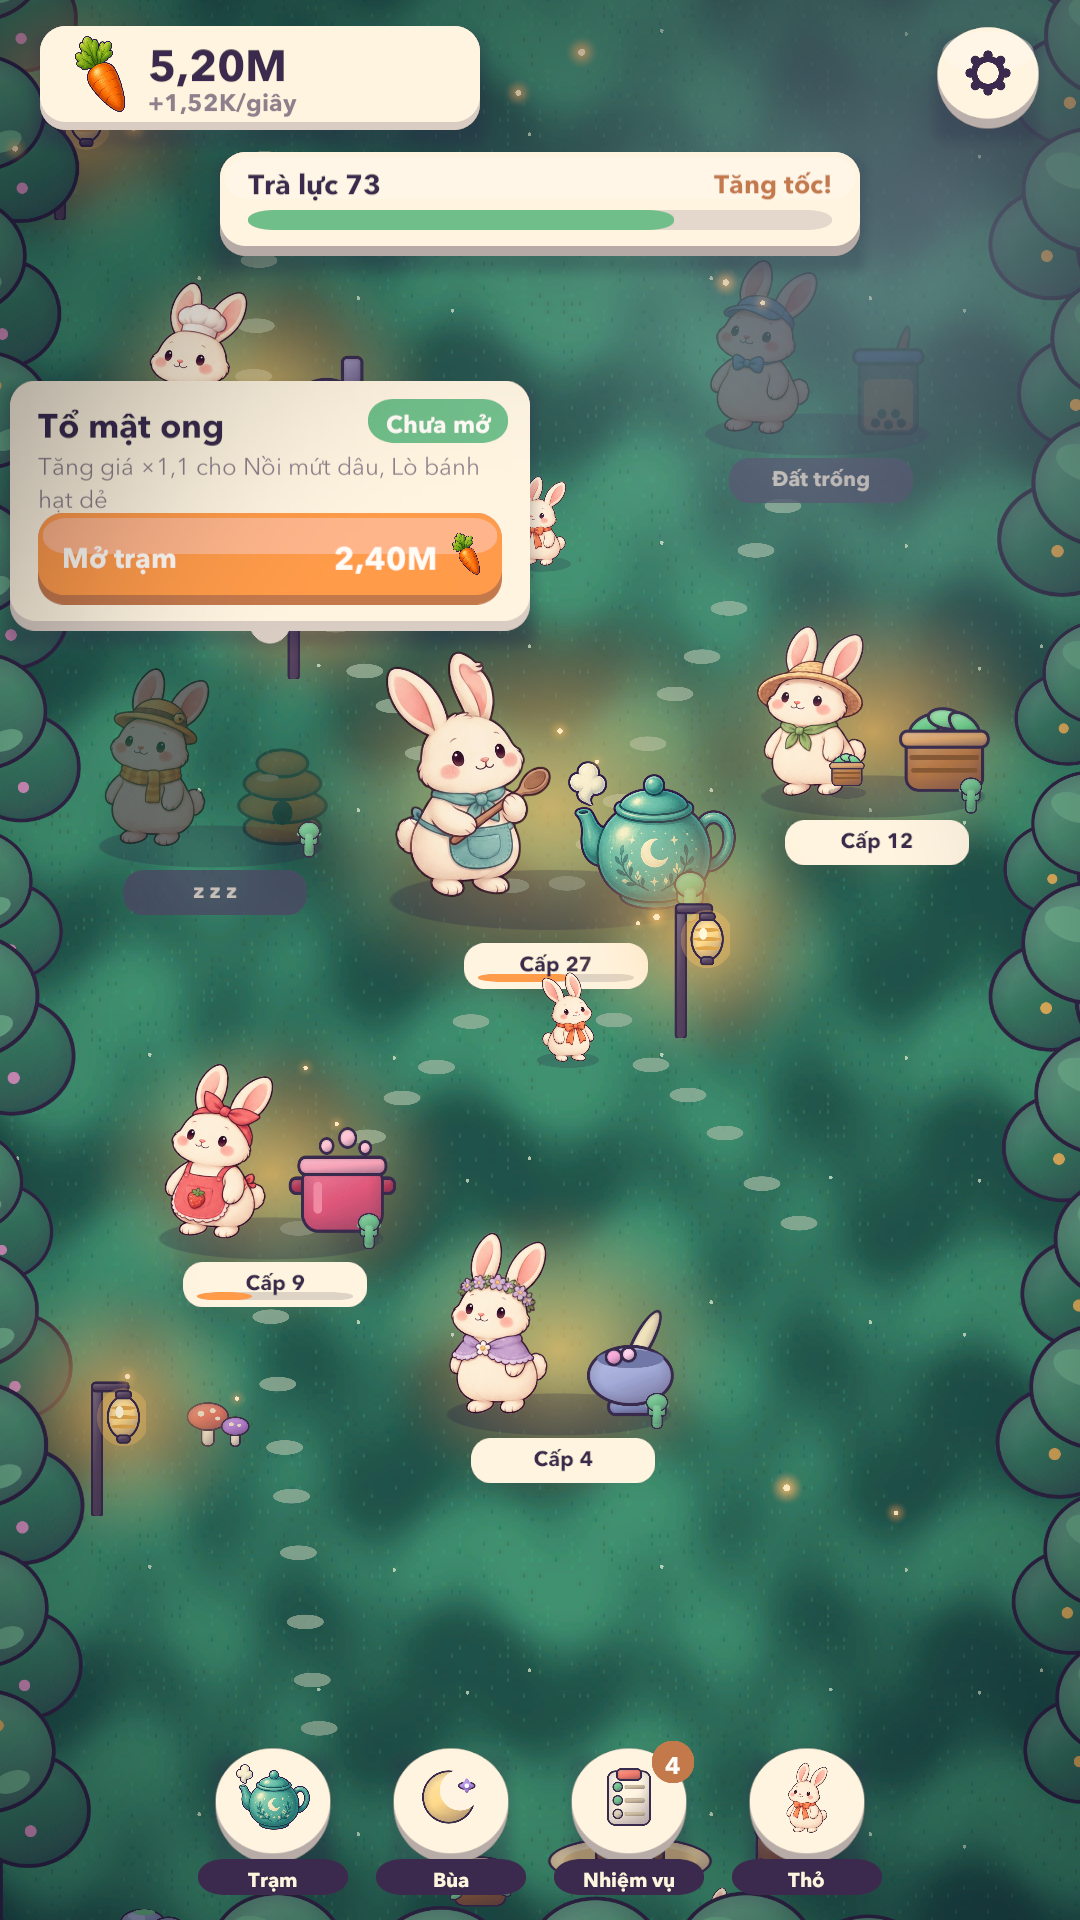 5,20M
+1,52K/giây
Trà lực 73
Tăng tốc!
Đất trống
Tổ mật ong
Chưa mở
Tăng giá ×1,1 cho Nồi mứt dâu, Lò bánh
hạt dẻ
Mở trạm
2,40M
Cấp 12
z z z
Cấp 27
Cấp 9
Cấp 4
4
Trạm
Bùa
Nhiệm vụ
Thỏ